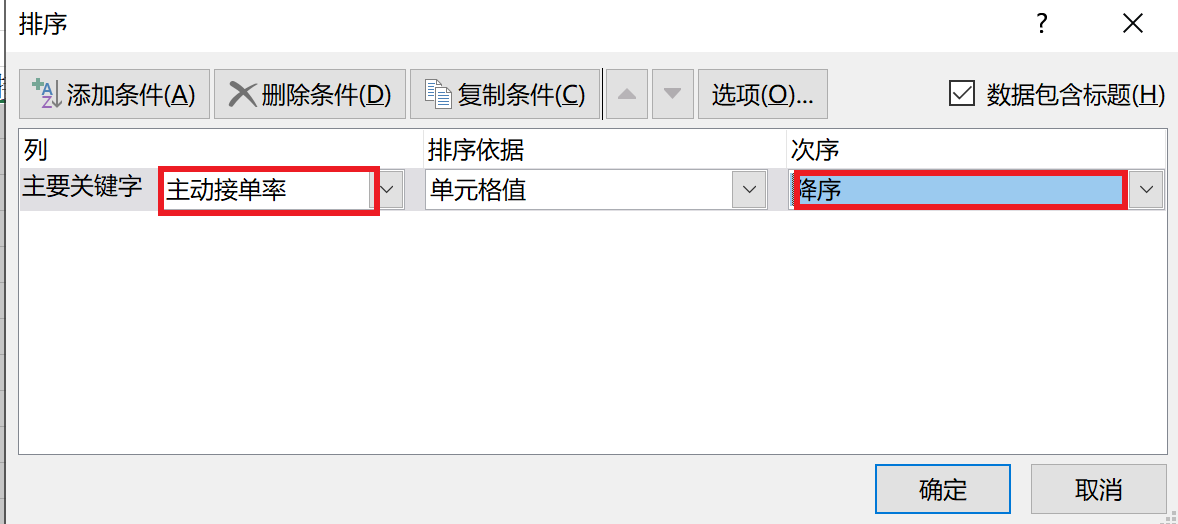 排序
?
添加条件(A) 删除条件(D) 复制条件(C) 选项(O)... 数据包含标题(H)
列 排序依据 次序
主要关键字 主动接单率 单元格值 降序
确定 取消